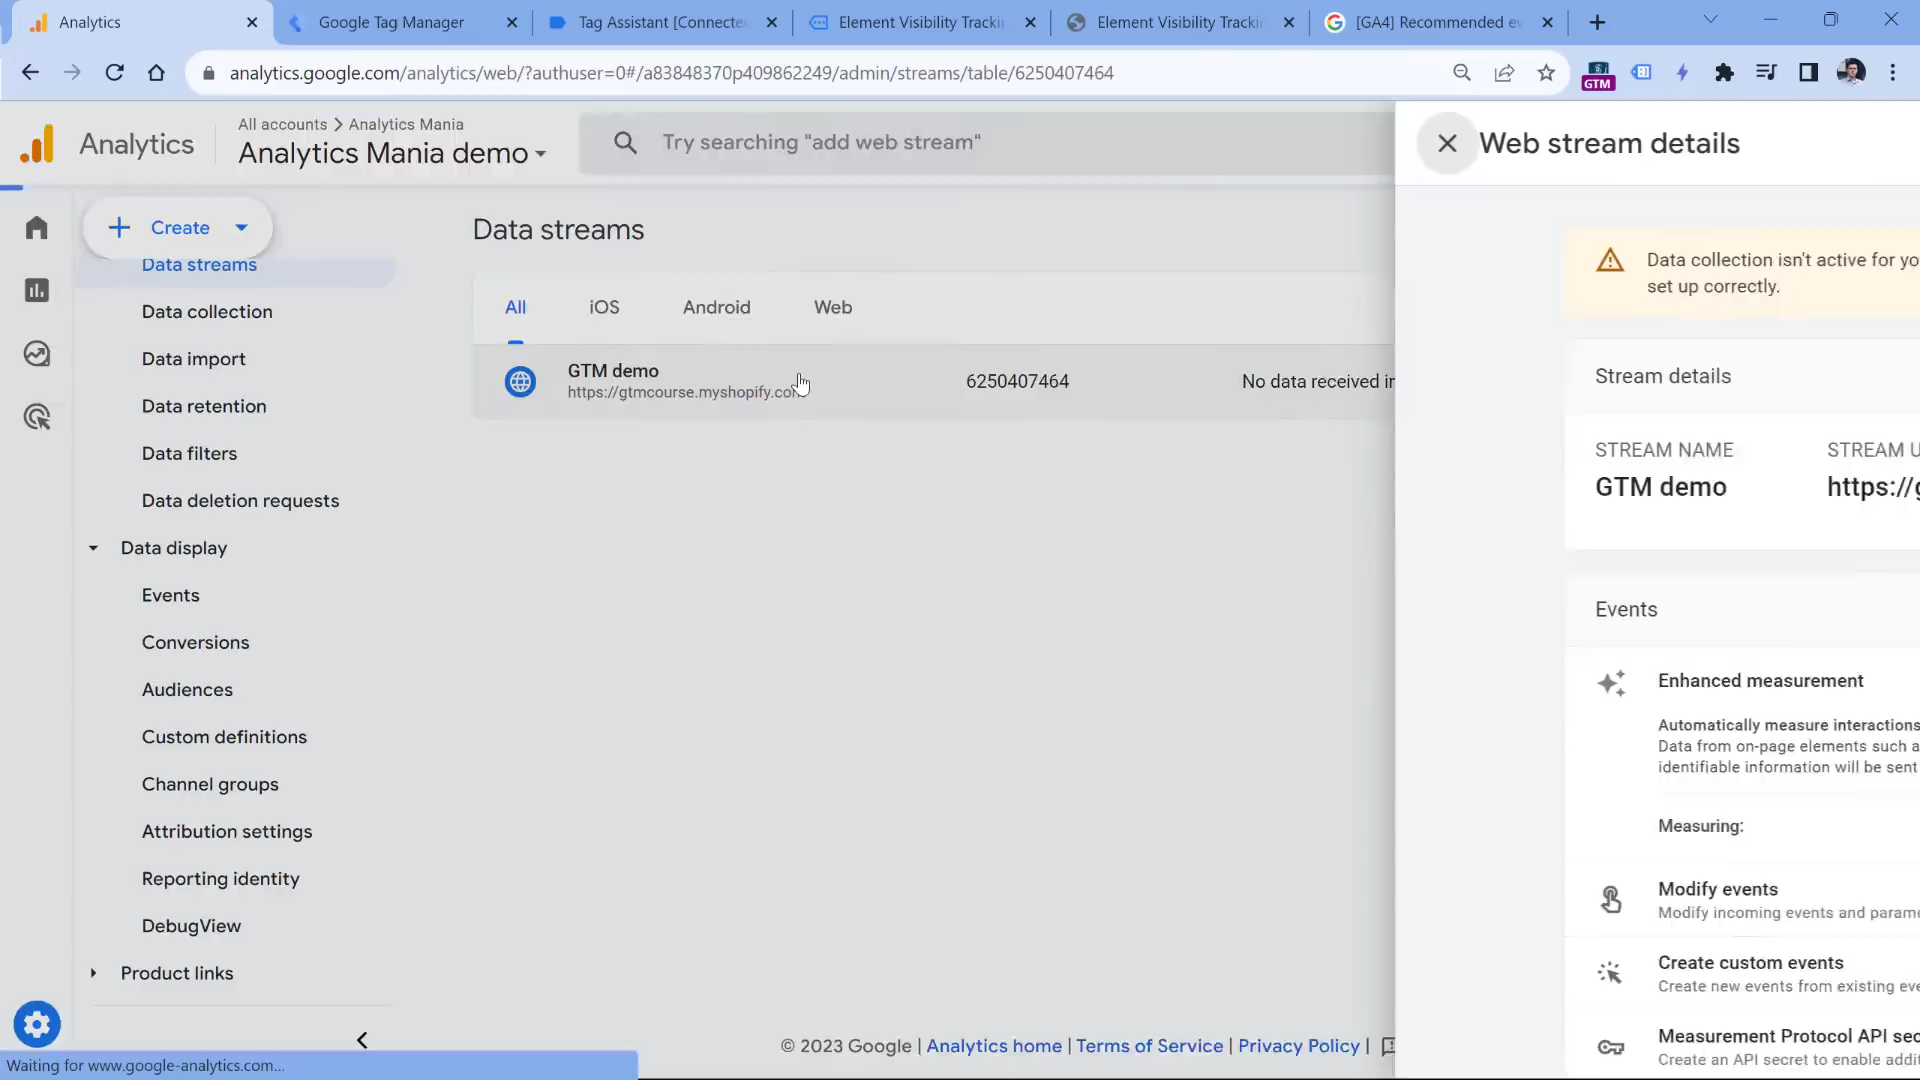 Analytics
Google Tag Manager
Tag Assistant [Connecte
Element Visibility Tracki
Element Visibility Tracki
[GA4] Recommended ev
analytics.google.com/analytics/web/?authuser=0#/a83848370p409862249/admin/streams/table/6250407464
GTM
Analytics
All accounts > Analytics Mania
Analytics Mania demo
Try searching "add web stream"
Web stream details
Create
Data streams
Data collection
Data import
Data retention
Data filters
Data deletion requests
Data display
Events
Conversions
Audiences
Custom definitions
Channel groups
Attribution settings
Reporting identity
DebugView
Product links
Data streams
All iOS Android Web
GTM demo
https://gtmcourse.myshopify.com
6250407464
No data received in
Data collection isn't active for yo
set up correctly.
Stream details
STREAM NAME
GTM demo
STREAM U
https://g
Events
Enhanced measurement
Automatically measure interactions
Data from on-page elements such a
identifiable information will be sent
Measuring:
Modify events
Modify incoming events and parame
Create custom events
Create new events from existing eve
Measurement Protocol API sec
Create an API secret to enable addit
© 2023 Google | Analytics home | Terms of Service | Privacy Policy |
Waiting for www.google-analytics.com...